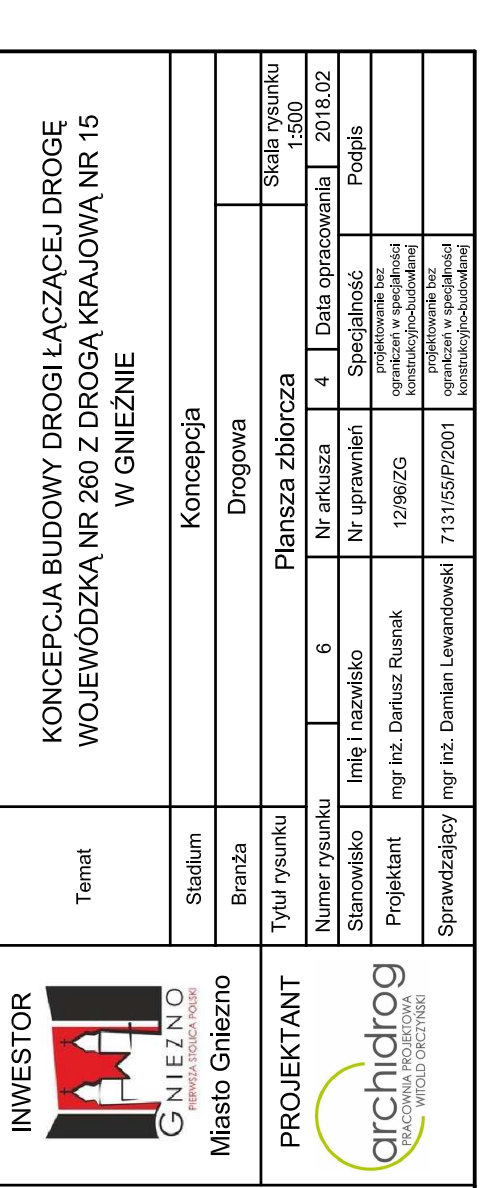 INWESTOR
GNIEZNO
PIERWSZA STOLICA POLSKI
Miasto Gniezno
Temat
KONCEPCJA BUDOWY DROGI ŁĄCZĄCEJ DROGĘ
WOJEWÓDZKĄ NR 260 Z DROGĄ KRAJOWĄ NR 15
W GNIEŹNIE
Stadium
Koncepcja
Branża
Drogowa
PROJEKTANT
archidrog
PRACOWNIA PROJEKTOWA
WITOLD ORCZYŃSKI
Tytuł rysunku
Plansza zbiorcza
Skala rysunku
1:500
Numer rysunku 6 Nr arkusza 4 Data opracowania 2018.02
Stanowisko Imię i nazwisko Nr uprawnień Specjalność Podpis
Projektant mgr inż. Dariusz Rusnak 12/96/ZG
projektowanie bez
ograniczeń w specjalności
konstrukcyjno-budowlanej
Sprawdzający mgr inż. Damian Lewandowski 7131/55/P/2001
projektowanie bez
ograniczeń w specjalności
konstrukcyjno-budowlanej